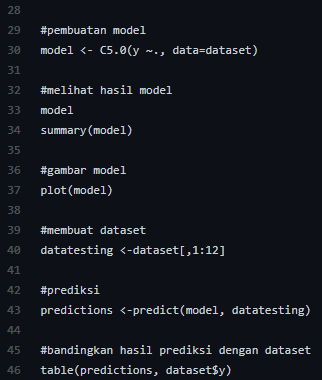 28
29 #pembuatan model
30 model <- C5.0(y ~., data=dataset)
31
32 #melihat hasil model
33 model
34 summary(model)
35
36 #gambar model
37 plot(model)
38
39 #membuat dataset
40 datatesting <-dataset[,1:12]
41
42 #prediksi
43 predictions <-predict(model, datatesting)
44
45 #bandingkan hasil prediksi dengan dataset
46 table(predictions, dataset$y)